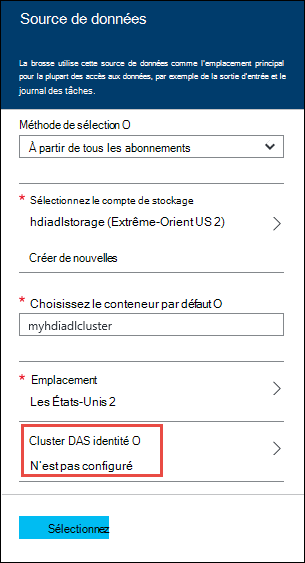 Source de données
La brosse utilise cette source de données comme l'emplacement principal
pour la plupart des accès aux données, par exemple de la sortie d'entrée et le
journal des tâches.
Méthode de sélection O
À partir de tous les abonnements
* Sélectionnez le compte de stockage
hdiadlstorage (Extrême-Orient US 2)
Créer de nouvelles
* Choisissez le conteneur par défaut O
myhdiadlcluster
* Emplacement
Les États-Unis 2
Cluster DAS identité O
N'est pas configuré
Sélectionnez